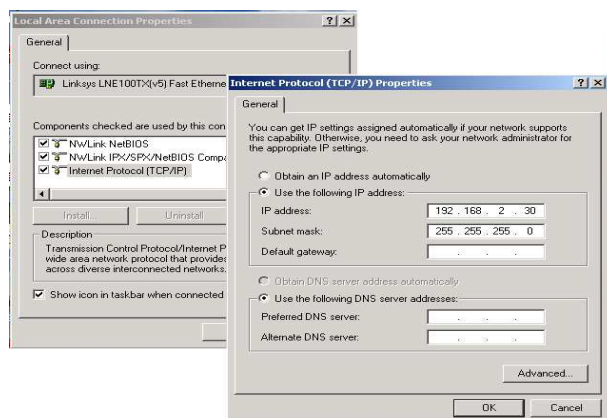 Local Area Connection Properties
General
Connect using:
Linksys LNE100TX(v5) Fast Etherne
Components checked are used by this con
NWLink NetBIOS
NWLink IPX/SPX/NetBIOS Compa
Internet Protocol (TCP/IP)
Install...
Uninstall
Description
Transmission Control Protocol/Internet P
wide area network protocol that provides
across diverse interconnected networks.
Show icon in taskbar when connected
Internet Protocol (TCP/IP) Properties
General
You can get IP settings assigned automatically if your network supports
this capability. Otherwise, you need to ask your network administrator for
the appropriate IP settings.
Obtain an IP address automatically
Use the following IP address:
IP address: 192 . 168 . 2 . 30
Subnet mask: 255 . 255 . 255 . 0
Default gateway: . . .
Obtain DNS server address automatically
Use the following DNS server addresses:
Preferred DNS server: . . .
Alternate DNS server: . . .
Advanced...
OK
Cancel